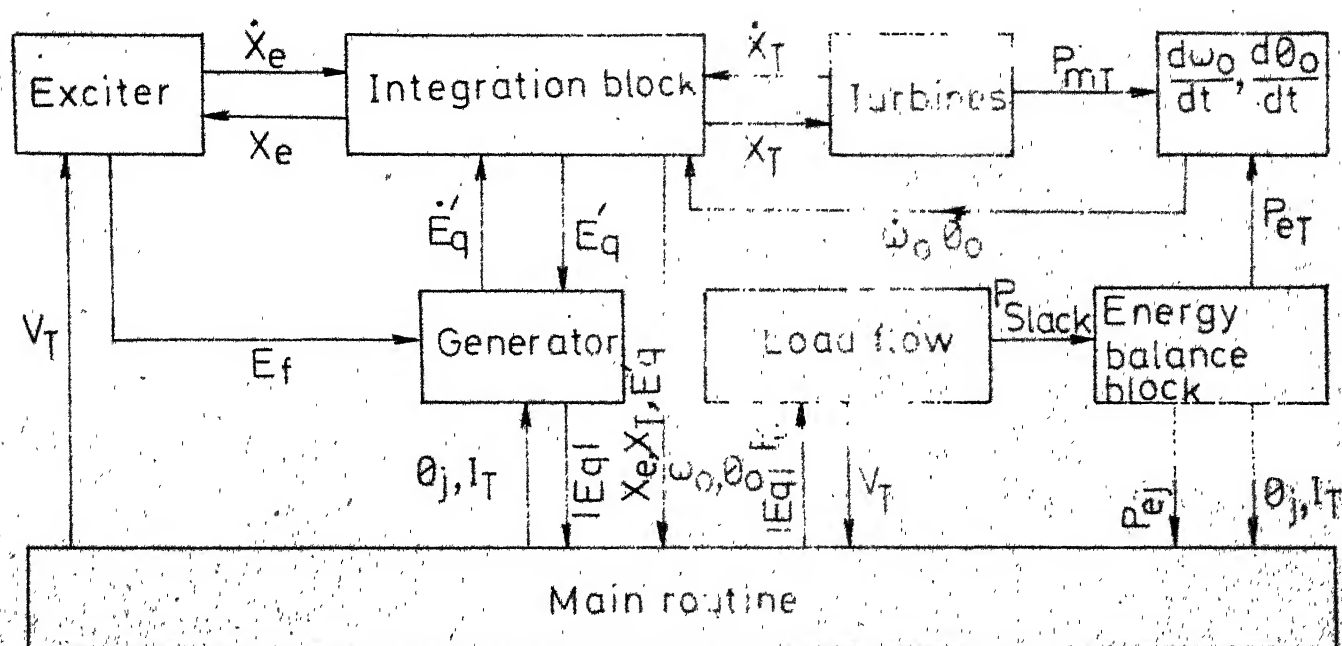 Exciter
Ẋe
Xe
Integration block
ẊT
XT
Turbines
PmT
dω₀/dt, dθ₀/dt
ω̇₀ θ̇₀
PeT
Ė′q
E′q
VT
Ef
Generator
Load flow
PSlack
Energy
balance
block
θj, IT
|Eq|
Xe, XT, E′q
ω₀, θ₀
|Eq|
VT
Pej
θj, IT
Main routine